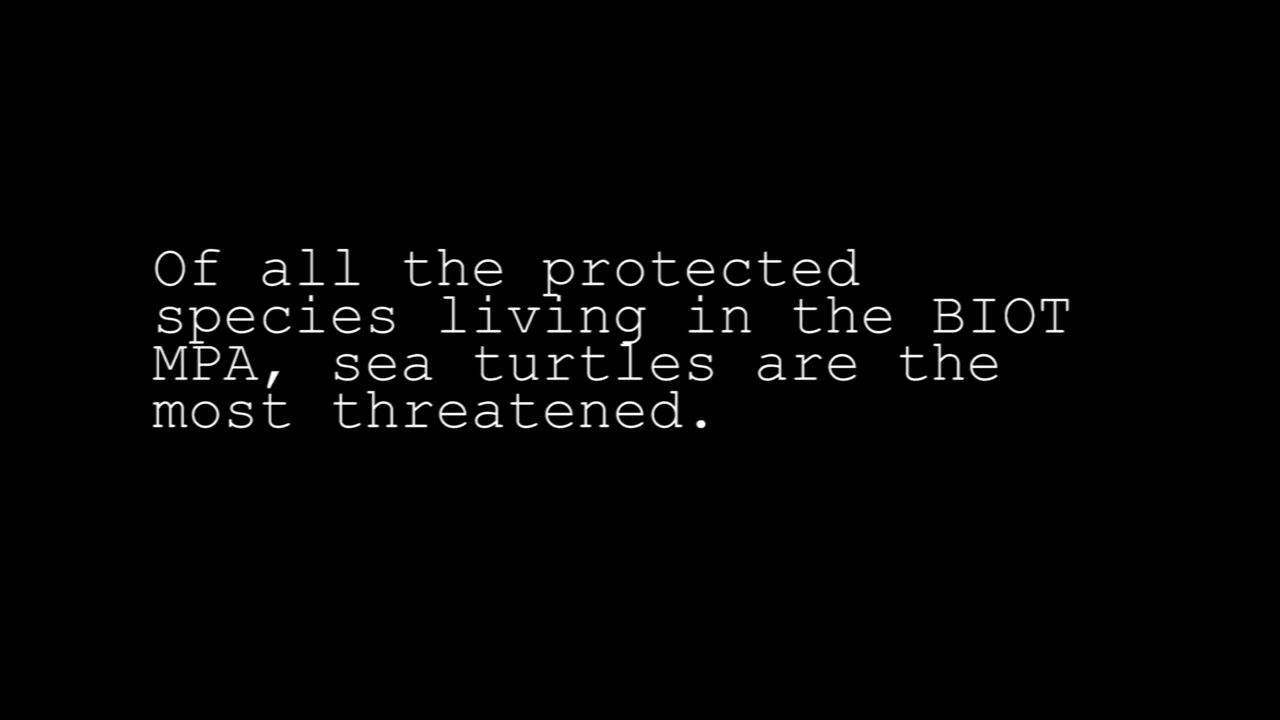 Of all the protected
species living in the BIOT
MPA, sea turtles are the
most threatened.